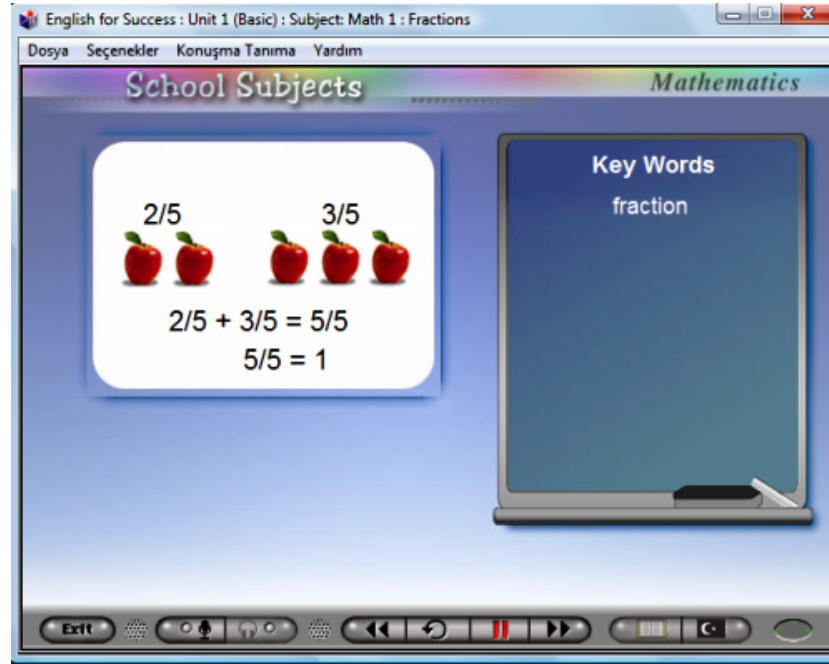 English for Success : Unit 1 (Basic) : Subject: Math 1 : Fractions
Dosya Seçenekler Konuşma Tanıma Yardım
School Subjects
Mathematics
2/5 3/5
2/5 + 3/5 = 5/5
5/5 = 1
Key Words
fraction
Exit